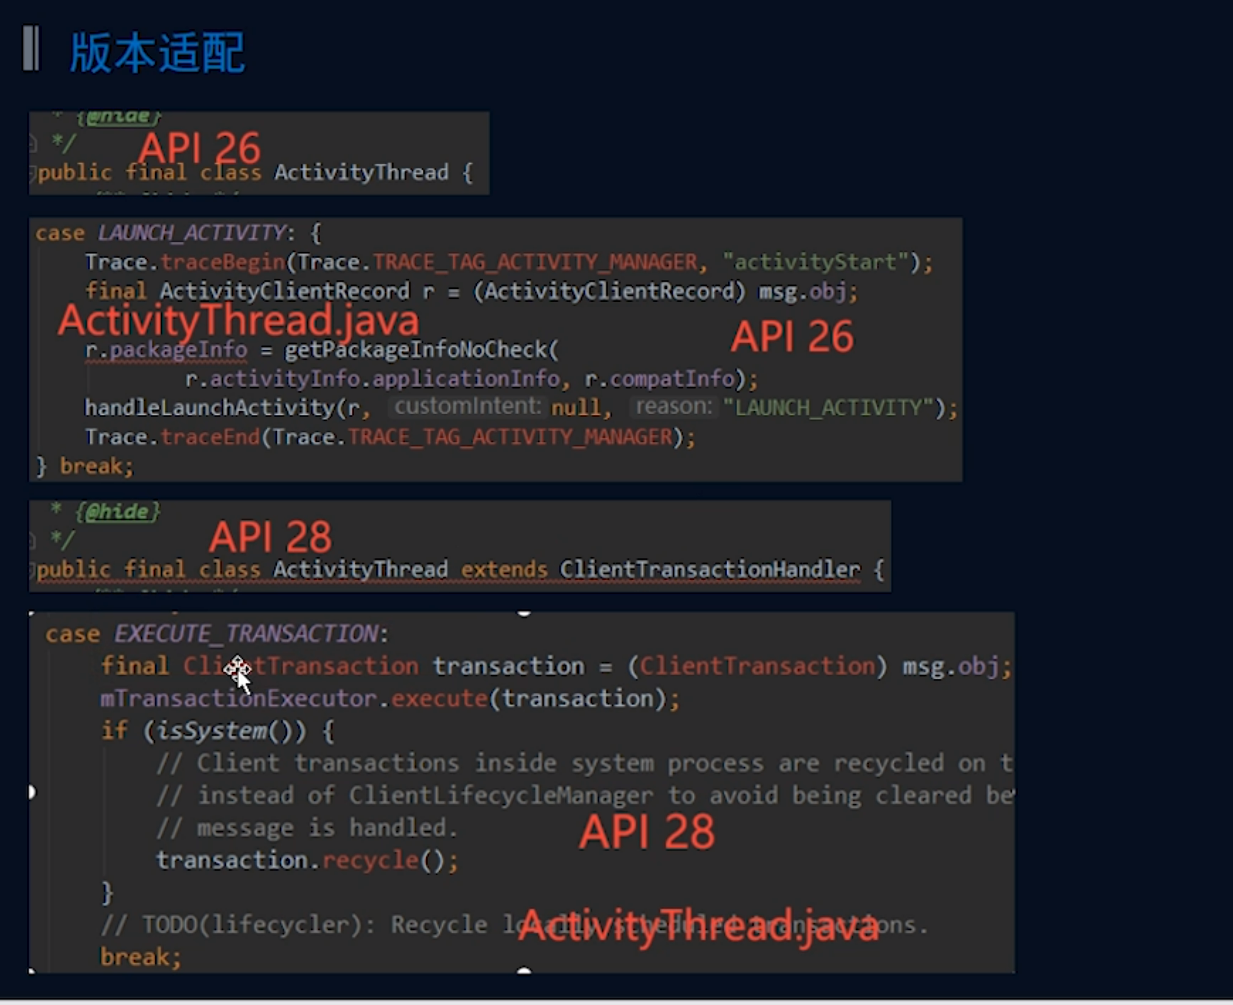 版本适配
* {@hide}
*/
API 26
public final class ActivityThread {
case LAUNCH_ACTIVITY: {
Trace.traceBegin(Trace.TRACE_TAG_ACTIVITY_MANAGER, "activityStart");
final ActivityClientRecord r = (ActivityClientRecord) msg.obj;
ActivityThread.java
API 26
r.packageInfo = getPackageInfoNoCheck(
r.activityInfo.applicationInfo, r.compatInfo);
handleLaunchActivity(r, customIntent: null, reason: "LAUNCH_ACTIVITY");
Trace.traceEnd(Trace.TRACE_TAG_ACTIVITY_MANAGER);
} break;
* {@hide}
*/
API 28
public final class ActivityThread extends ClientTransactionHandler {
case EXECUTE_TRANSACTION:
final ClientTransaction transaction = (ClientTransaction) msg.obj;
mTransactionExecutor.execute(transaction);
if (isSystem()) {
// Client transactions inside system process are recycled on t
// instead of ClientLifecycleManager to avoid being cleared be
// message is handled.
API 28
transaction.recycle();
}
// TODO(lifecycler): Recycle locally scheduled transactions.
ActivityThread.java
break;